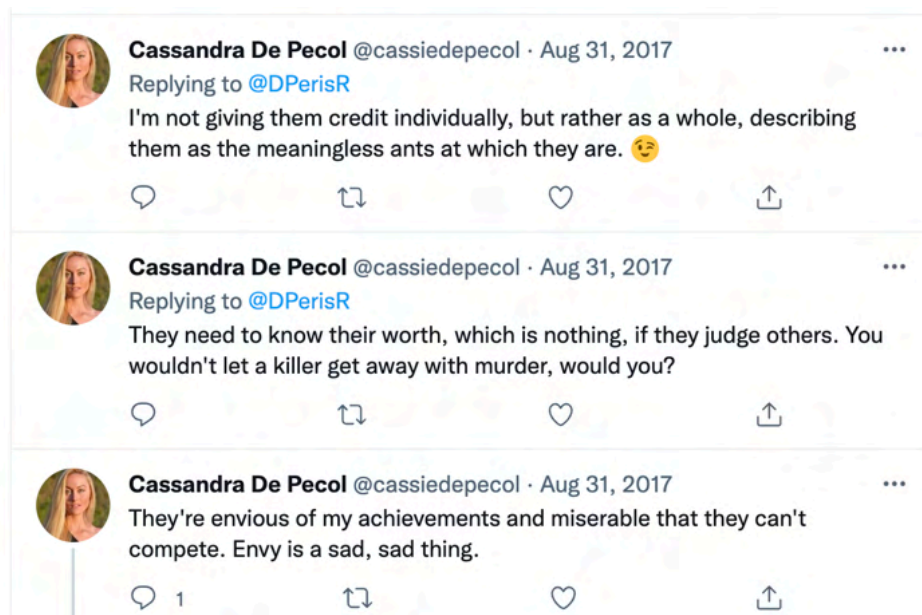 Cassandra De Pecol @cassiedepecol · Aug 31, 2017
Replying to @DPerisR
I'm not giving them credit individually, but rather as a whole, describing
them as the meaningless ants at which they are. 😉
Cassandra De Pecol @cassiedepecol · Aug 31, 2017
Replying to @DPerisR
They need to know their worth, which is nothing, if they judge others. You
wouldn't let a killer get away with murder, would you?
Cassandra De Pecol @cassiedepecol · Aug 31, 2017
They're envious of my achievements and miserable that they can't
compete. Envy is a sad, sad thing.
1